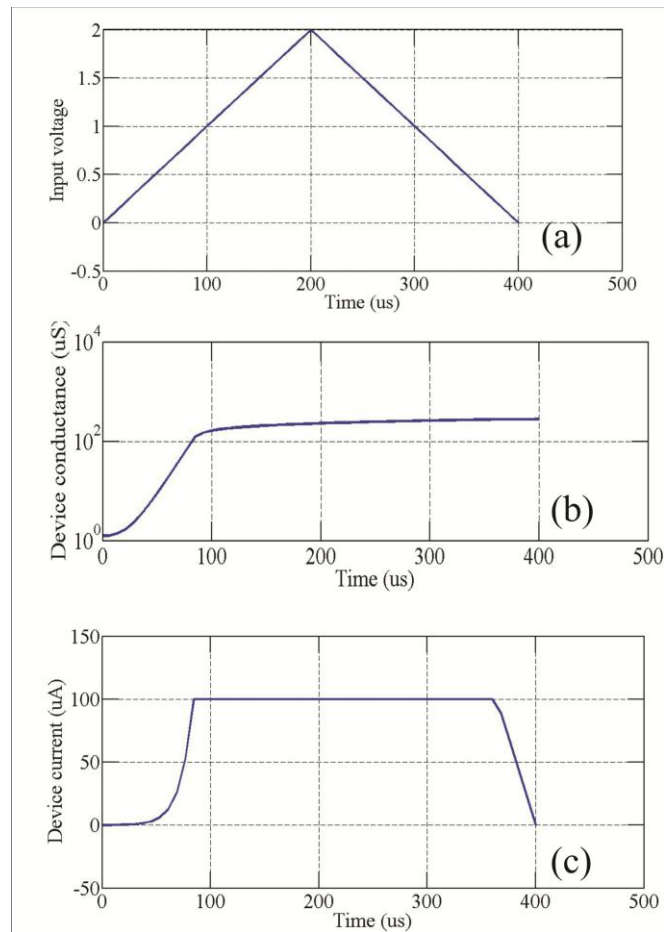 2
1.5
1
0.5
0
-0.5
Input voltage
0 100 200 300 400 500
Time (us)
(a)
10^4
10^2
10^0
Device conductance (uS)
0 100 200 300 400 500
Time (us)
(b)
150
100
50
0
-50
Device current (uA)
0 100 200 300 400 500
Time (us)
(c)